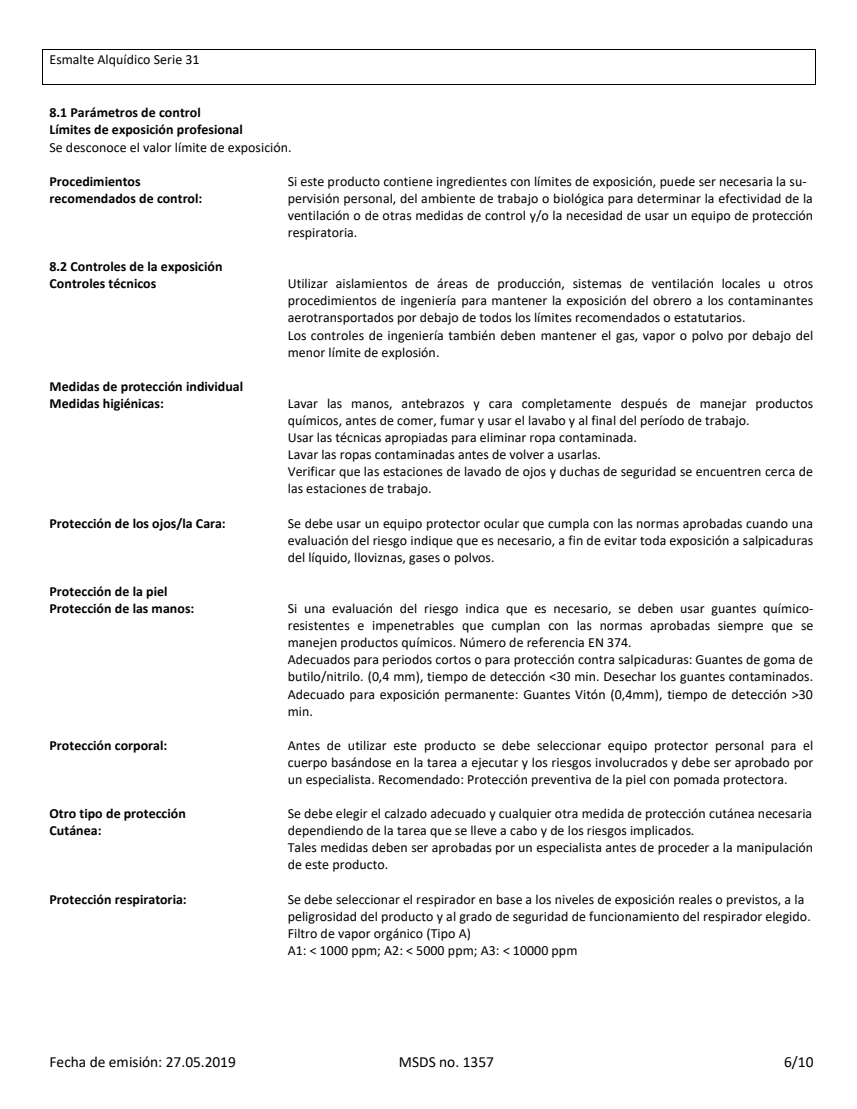 Esmalte Alquídico Serie 31
8.1 Parámetros de control
Límites de exposición profesional
Se desconoce el valor límite de exposición.
Procedimientos
recomendados de control:
Si este producto contiene ingredientes con límites de exposición, puede ser necesaria la su-
pervisión personal, del ambiente de trabajo o biológica para determinar la efectividad de la
ventilación o de otras medidas de control y/o la necesidad de usar un equipo de protección
respiratoria.
8.2 Controles de la exposición
Controles técnicos
Utilizar aislamientos de áreas de producción, sistemas de ventilación locales u otros
procedimientos de ingeniería para mantener la exposición del obrero a los contaminantes
aerotransportados por debajo de todos los límites recomendados o estatutarios.
Los controles de ingeniería también deben mantener el gas, vapor o polvo por debajo del
menor límite de explosión.
Medidas de protección individual
Medidas higiénicas:
Lavar las manos, antebrazos y cara completamente después de manejar productos
químicos, antes de comer, fumar y usar el lavabo y al final del período de trabajo.
Usar las técnicas apropiadas para eliminar ropa contaminada.
Lavar las ropas contaminadas antes de volver a usarlas.
Verificar que las estaciones de lavado de ojos y duchas de seguridad se encuentren cerca de
las estaciones de trabajo.
Protección de los ojos/la Cara:
Se debe usar un equipo protector ocular que cumpla con las normas aprobadas cuando una
evaluación del riesgo indique que es necesario, a fin de evitar toda exposición a salpicaduras
del líquido, lloviznas, gases o polvos.
Protección de la piel
Protección de las manos:
Si una evaluación del riesgo indica que es necesario, se deben usar guantes químico-
resistentes e impenetrables que cumplan con las normas aprobadas siempre que se
manejen productos químicos. Número de referencia EN 374.
Adecuados para periodos cortos o para protección contra salpicaduras: Guantes de goma de
butilo/nitrilo. (0,4 mm), tiempo de detección <30 min. Desechar los guantes contaminados.
Adecuado para exposición permanente: Guantes Vitón (0,4mm), tiempo de detección >30
min.
Protección corporal:
Antes de utilizar este producto se debe seleccionar equipo protector personal para el
cuerpo basándose en la tarea a ejecutar y los riesgos involucrados y debe ser aprobado por
un especialista. Recomendado: Protección preventiva de la piel con pomada protectora.
Otro tipo de protección
Cutánea:
Se debe elegir el calzado adecuado y cualquier otra medida de protección cutánea necesaria
dependiendo de la tarea que se lleve a cabo y de los riesgos implicados.
Tales medidas deben ser aprobadas por un especialista antes de proceder a la manipulación
de este producto.
Protección respiratoria:
Se debe seleccionar el respirador en base a los niveles de exposición reales o previstos, a la
peligrosidad del producto y al grado de seguridad de funcionamiento del respirador elegido.
Filtro de vapor orgánico (Tipo A)
A1: < 1000 ppm; A2: < 5000 ppm; A3: < 10000 ppm
Fecha de emisión: 27.05.2019 MSDS no. 1357 6/10